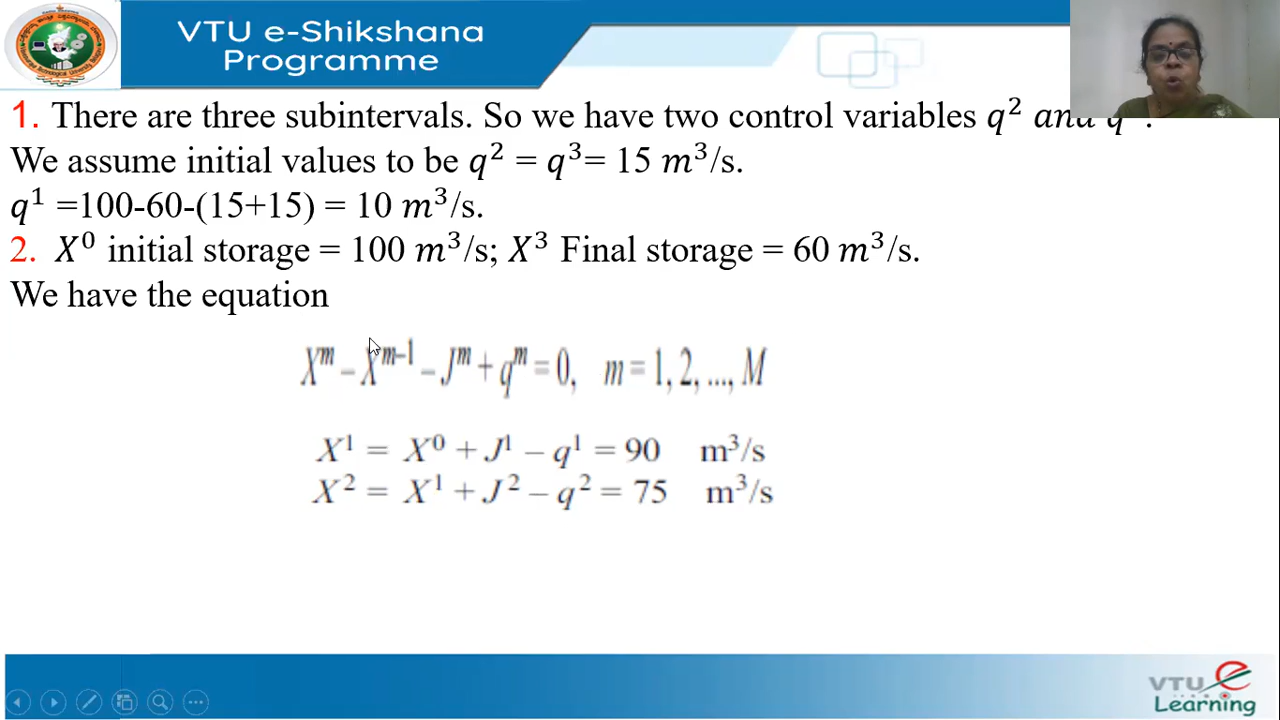 VTU e-Shikshana
Programme
1. There are three subintervals. So we have two control variables q² and q
We assume initial values to be q² = q³= 15 m³/s.
q¹ =100-60-(15+15) = 10 m³/s.
2. X⁰ initial storage = 100 m³/s; X³ Final storage = 60 m³/s.
We have the equation
Xᵐ – Xᵐ⁻¹ – Jᵐ + qᵐ = 0, m = 1, 2, ..., M
X¹ = X⁰ + J¹ – q¹ = 90 m³/s
X² = X¹ + J² – q² = 75 m³/s
VTU e
Learning